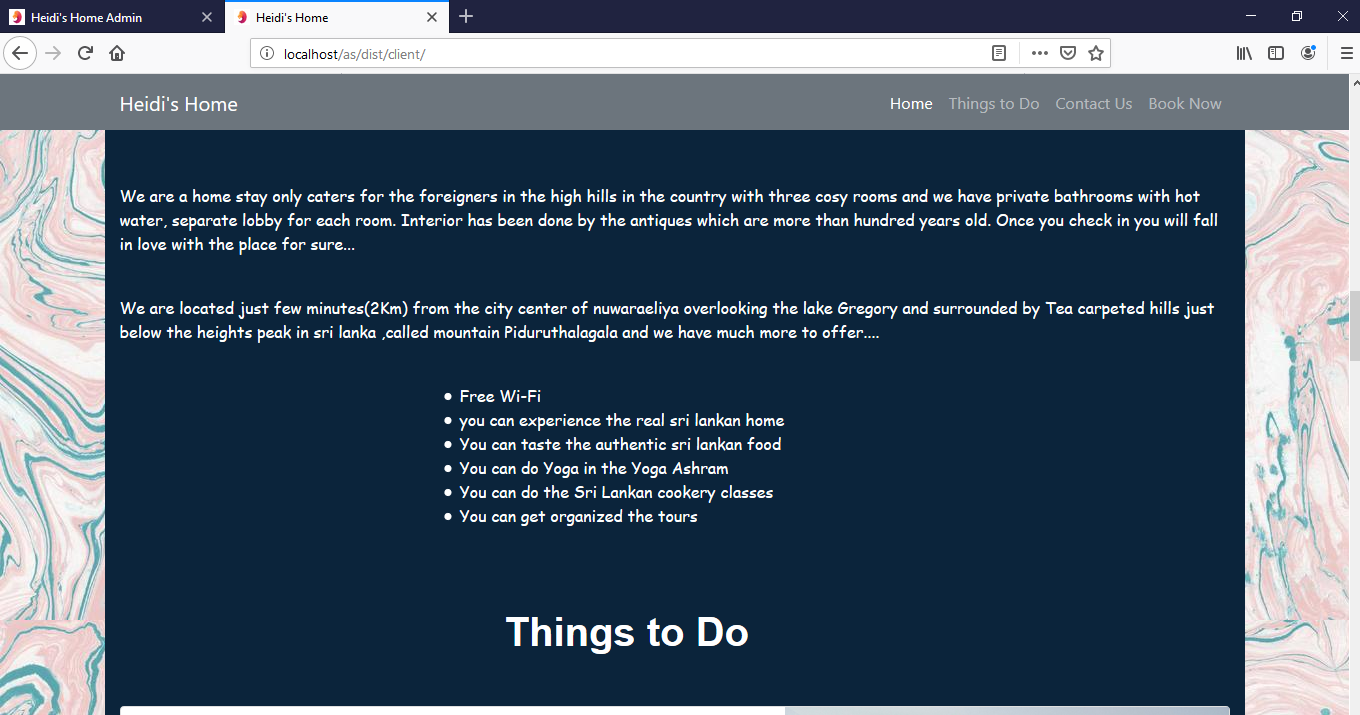 Heidi's Home Admin
Heidi's Home
localhost/as/dist/client/
Heidi's Home
Home Things to Do Contact Us Book Now
We are a home stay only caters for the foreigners in the high hills in the country with three cosy rooms and we have private bathrooms with hot
water, separate lobby for each room. Interior has been done by the antiques which are more than hundred years old. Once you check in you will fall
in love with the place for sure...
We are located just few minutes(2Km) from the city center of nuwaraeliya overlooking the lake Gregory and surrounded by Tea carpeted hills just
below the heights peak in sri lanka ,called mountain Piduruthalagala and we have much more to offer....
● Free Wi-Fi
● you can experience the real sri lankan home
● You can taste the authentic sri lankan food
● You can do Yoga in the Yoga Ashram
● You can do the Sri Lankan cookery classes
● You can get organized the tours
Things to Do